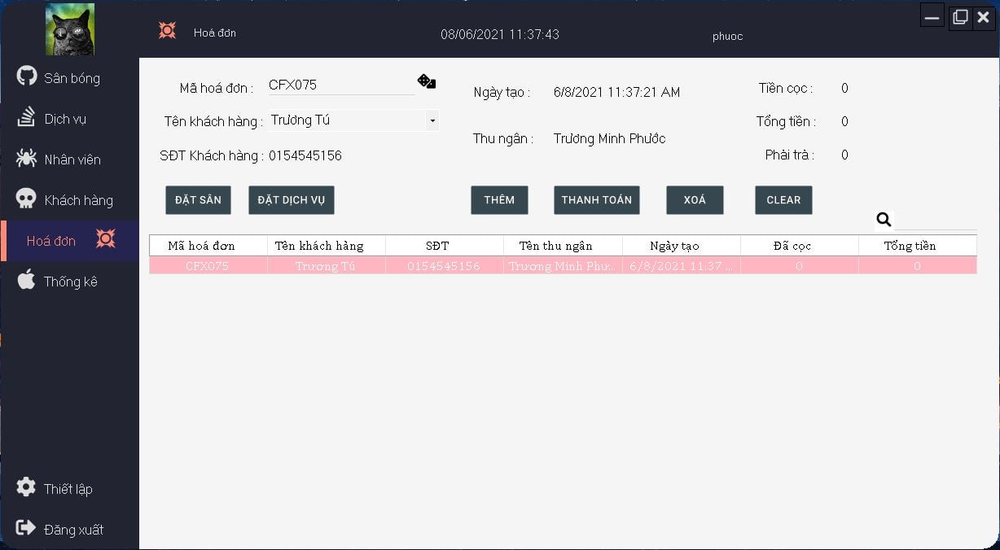 Hoá đơn
08/06/2021 11:37:43
phuoc
Sân bóng
Dịch vụ
Nhân viên
Khách hàng
Hoá đơn
Thống kê
Thiết lập
Đăng xuất
Mã hoá đơn : CFX075
Ngày tạo : 6/8/2021 11:37:21 AM
Tiền cọc : 0
Tên khách hàng : Trương Tú
Tổng tiền : 0
Thu ngân : Trương Minh Phước
SĐT Khách hàng : 0154545156
Phải trả : 0
ĐẶT SÂN ĐẶT DỊCH VỤ THÊM THANH TOÁN XOÁ CLEAR
Mã hoá đơn Tên khách hàng SĐT Tên thu ngân Ngày tạo Đã cọc Tổng tiền
CFX075 Trương Tú 0154545156 Trương Minh Phư... 6/8/2021 11:37 ... 0 0